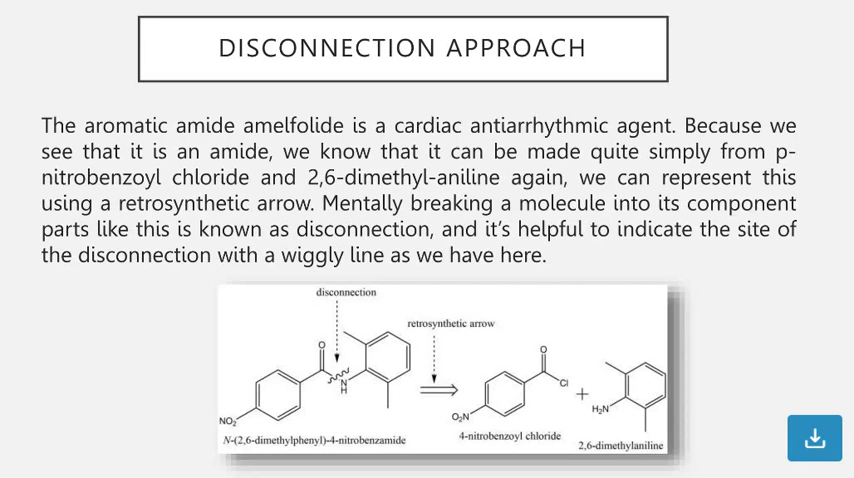 DISCONNECTION APPROACH
The aromatic amide amelfolide is a cardiac antiarrhythmic agent. Because we
see that it is an amide, we know that it can be made quite simply from p-
nitrobenzoyl chloride and 2,6-dimethyl-aniline again, we can represent this
using a retrosynthetic arrow. Mentally breaking a molecule into its component
parts like this is known as disconnection, and it’s helpful to indicate the site of
the disconnection with a wiggly line as we have here.
disconnection
retrosynthetic arrow
O
N
H
NO2
O
Cl
O2N
+
H2N
N-(2,6-dimethylphenyl)-4-nitrobenzamide
4-nitrobenzoyl chloride
2,6-dimethylaniline